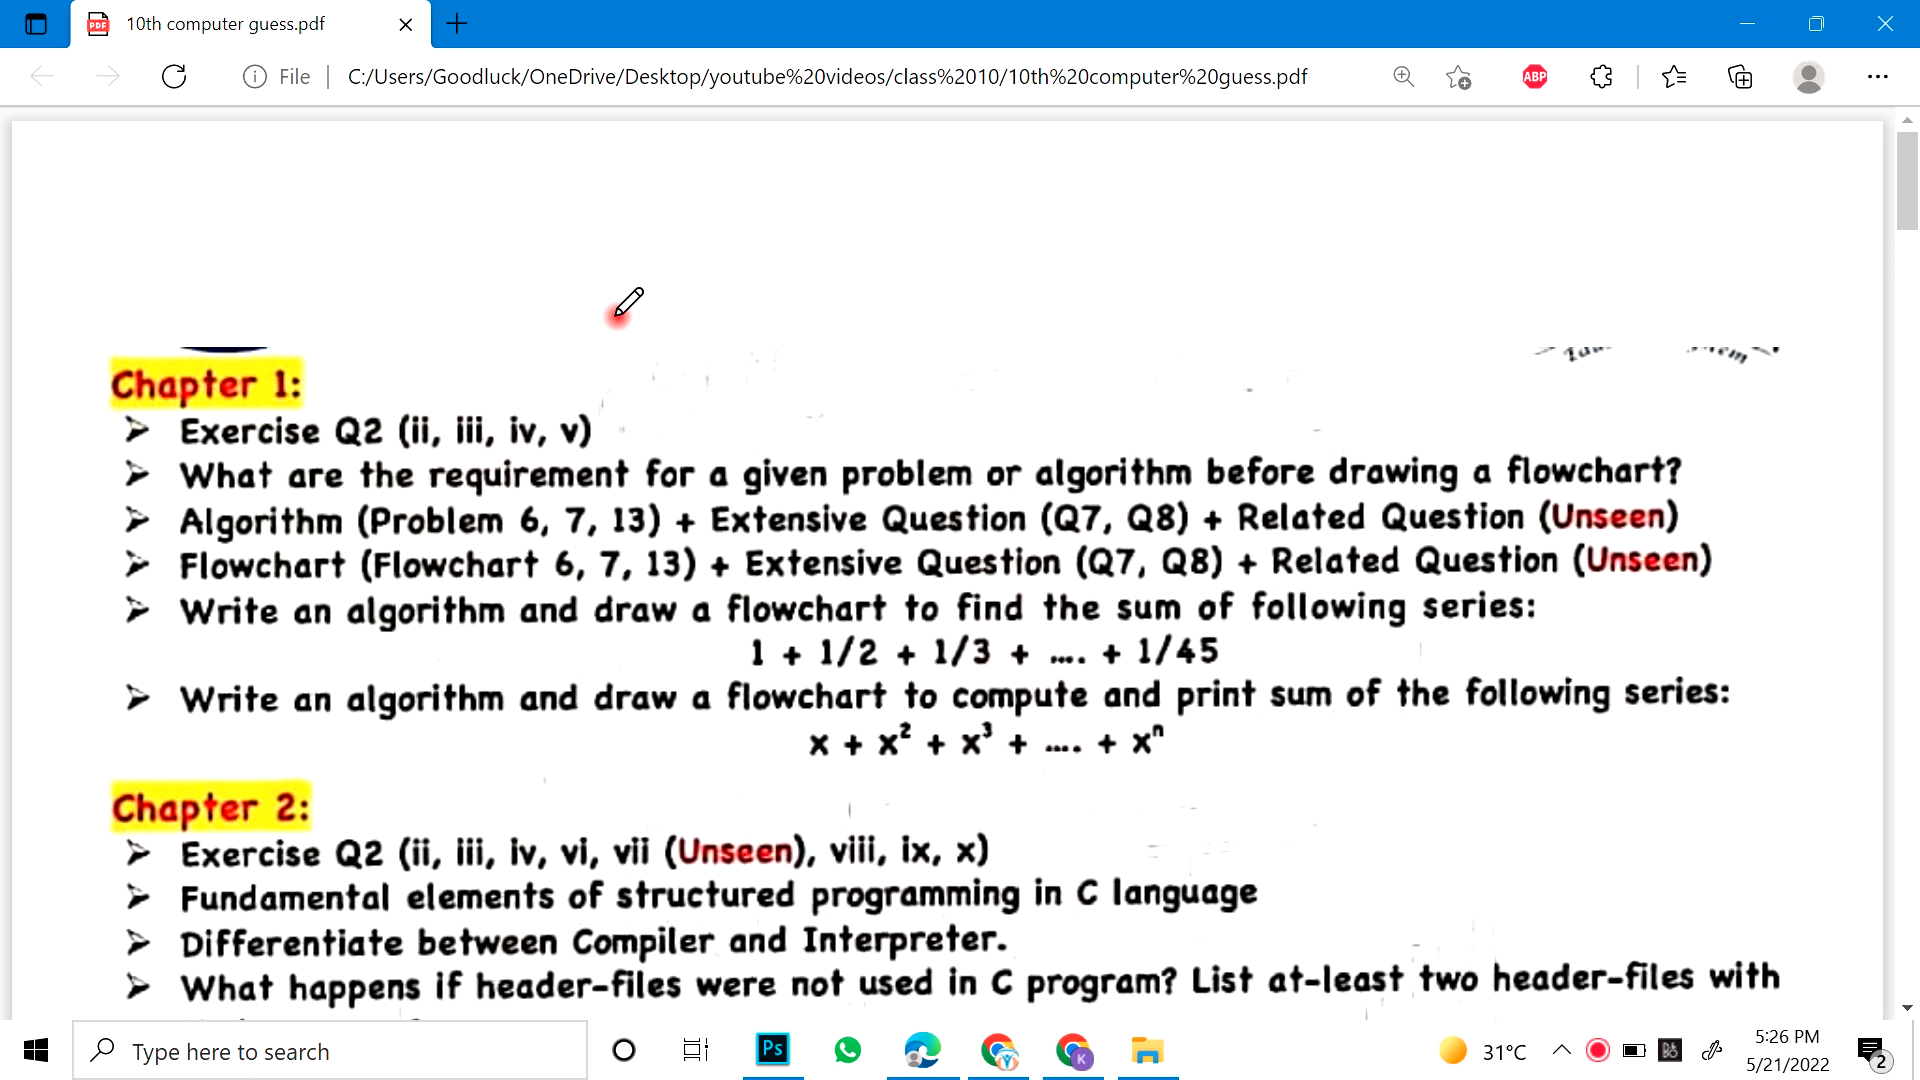 10th computer guess.pdf
File
C:/Users/Goodluck/OneDrive/Desktop/youtube%20videos/class%2010/10th%20computer%20guess.pdf
ABP
Chapter 1:
➢ Exercise Q2 (ii, iii, iv, v)
➢ What are the requirement for a given problem or algorithm before drawing a flowchart?
➢ Algorithm (Problem 6, 7, 13) + Extensive Question (Q7, Q8) + Related Question (Unseen)
➢ Flowchart (Flowchart 6, 7, 13) + Extensive Question (Q7, Q8) + Related Question (Unseen)
➢ Write an algorithm and draw a flowchart to find the sum of following series:
1 + 1/2 + 1/3 + .... + 1/45
➢ Write an algorithm and draw a flowchart to compute and print sum of the following series:
x + x² + x³ + .... + xⁿ
Chapter 2:
➢ Exercise Q2 (ii, iii, iv, vi, vii (Unseen), viii, ix, x)
➢ Fundamental elements of structured programming in C language
➢ Differentiate between Compiler and Interpreter.
➢ What happens if header-files were not used in C program? List at-least two header-files with
Type here to search
Ps
K
31°C
5:26 PM
5/21/2022
2